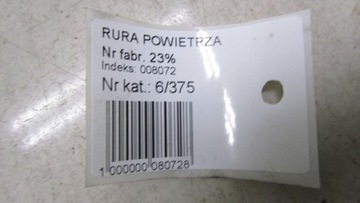 RURA POWIETRZA
Nr fabr. 23%
Indeks: 008072
Nr kat.: 6/375
1 000000 080728